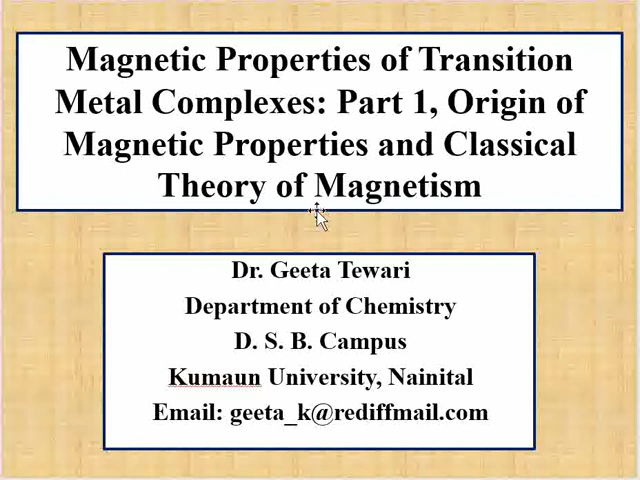 Magnetic Properties of Transition
Metal Complexes: Part 1, Origin of
Magnetic Properties and Classical
Theory of Magnetism
Dr. Geeta Tewari
Department of Chemistry
D. S. B. Campus
Kumaun University, Nainital
Email: geeta_k@rediffmail.com